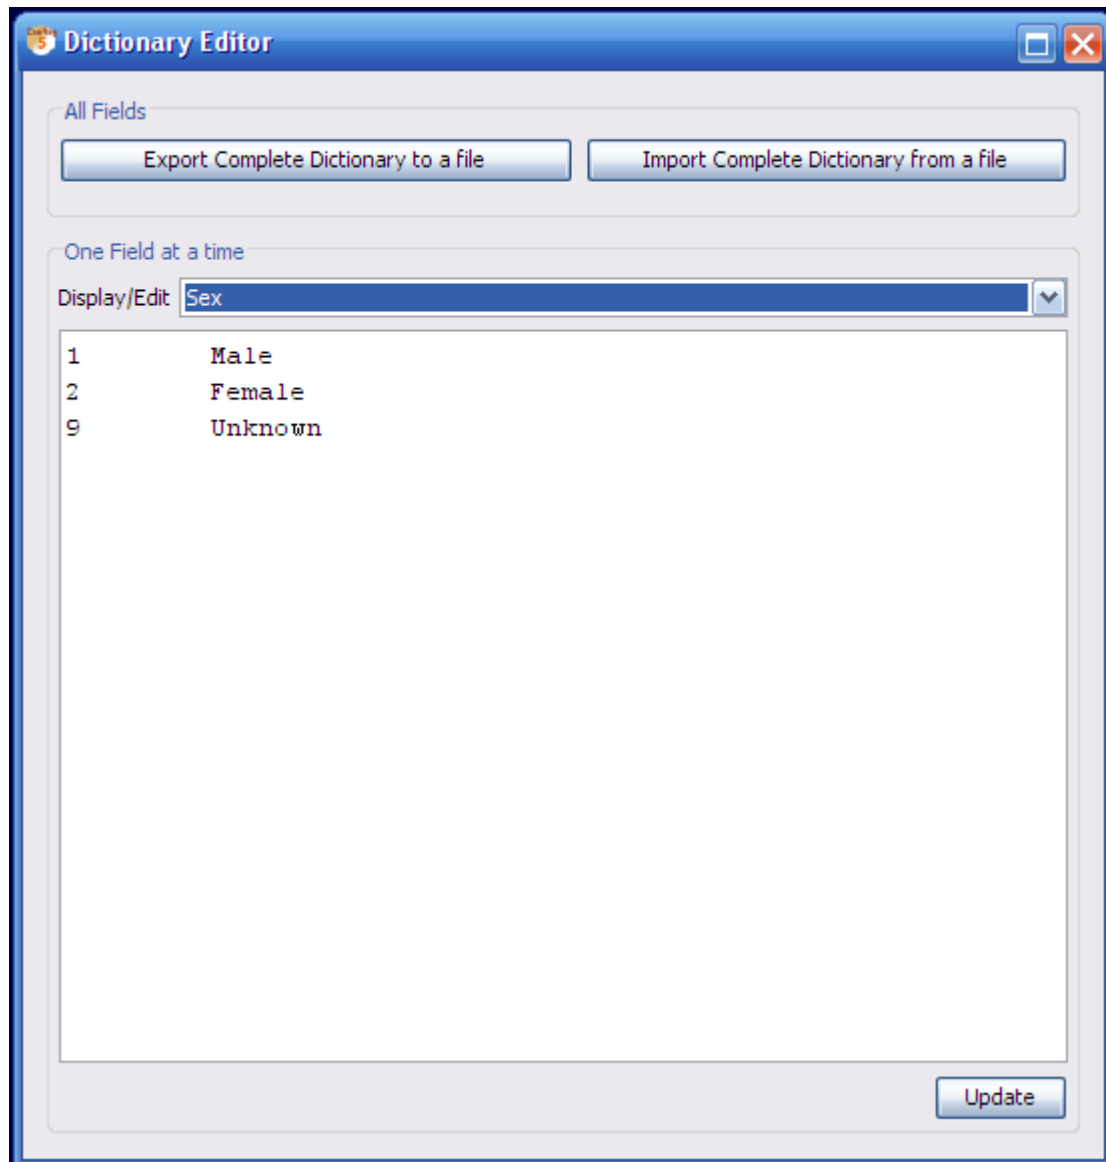 Dictionary Editor
All Fields
Export Complete Dictionary to a file
Import Complete Dictionary from a file
One Field at a time
Display/Edit Sex
1 Male
2 Female
9 Unknown
Update